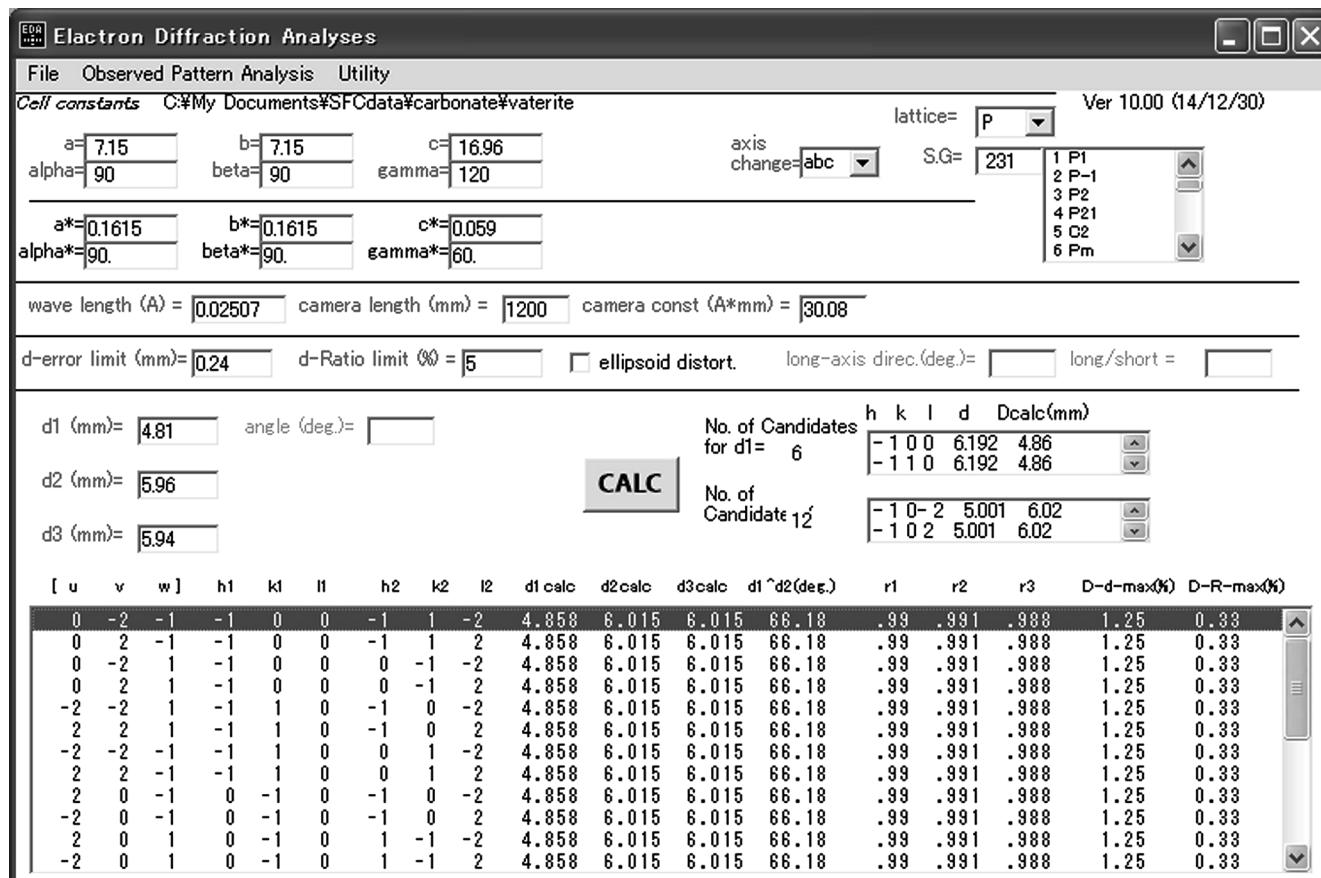 EDA Elactron Diffraction Analyses
File Observed Pattern Analysis Utility
Cell constants C:¥My Documents¥SFCdata¥carbonate¥vaterite lattice= P Ver 10.00 (14/12/30)
a= 7.15 b= 7.15 c= 16.96 axis change= abc S.G= 231
alpha= 90 beta= 90 gamma= 120
1 P1
2 P-1
3 P2
4 P21
5 C2
6 Pm
a*= 0.1615 b*= 0.1615 c*= 0.059
alpha*= 90. beta*= 90. gamma*= 60.
wave length (A) = 0.02507 camera length (mm) = 1200 camera const (A*mm) = 30.08
d-error limit (mm)= 0.24 d-Ratio limit (%) = 5 ellipsoid distort. long-axis direc.(deg.)= long/short =
d1 (mm)= 4.81 angle (deg.)=
d2 (mm)= 5.96
d3 (mm)= 5.94
CALC
h k l d Dcalc(mm)
No. of Candidates
for d1= 6
-1 0 0 6.192 4.86
-1 1 0 6.192 4.86
No. of
Candidate 12
-1 0-2 5.001 6.02
-1 0 2 5.001 6.02
[ u v w ] h1 k1 l1 h2 k2 l2 d1calc d2calc d3calc d1^d2(deg.) r1 r2 r3 D-d-max(%) D-R-max(%)
0 -2 -1 -1 0 0 -1 1 -2 4.858 6.015 6.015 66.18 .99 .991 .988 1.25 0.33
0 2 -1 -1 0 0 -1 1 2 4.858 6.015 6.015 66.18 .99 .991 .988 1.25 0.33
0 -2 1 -1 0 0 0 -1 -2 4.858 6.015 6.015 66.18 .99 .991 .988 1.25 0.33
0 2 1 -1 0 0 0 -1 2 4.858 6.015 6.015 66.18 .99 .991 .988 1.25 0.33
-2 -2 1 -1 1 0 -1 0 -2 4.858 6.015 6.015 66.18 .99 .991 .988 1.25 0.33
2 2 1 -1 1 0 -1 0 2 4.858 6.015 6.015 66.18 .99 .991 .988 1.25 0.33
-2 -2 -1 -1 1 0 0 1 -2 4.858 6.015 6.015 66.18 .99 .991 .988 1.25 0.33
2 2 -1 -1 1 0 0 1 2 4.858 6.015 6.015 66.18 .99 .991 .988 1.25 0.33
2 0 -1 0 -1 0 -1 0 -2 4.858 6.015 6.015 66.18 .99 .991 .988 1.25 0.33
-2 0 -1 0 -1 0 -1 0 2 4.858 6.015 6.015 66.18 .99 .991 .988 1.25 0.33
2 0 1 0 -1 0 1 -1 -2 4.858 6.015 6.015 66.18 .99 .991 .988 1.25 0.33
-2 0 1 0 -1 0 1 -1 2 4.858 6.015 6.015 66.18 .99 .991 .988 1.25 0.33